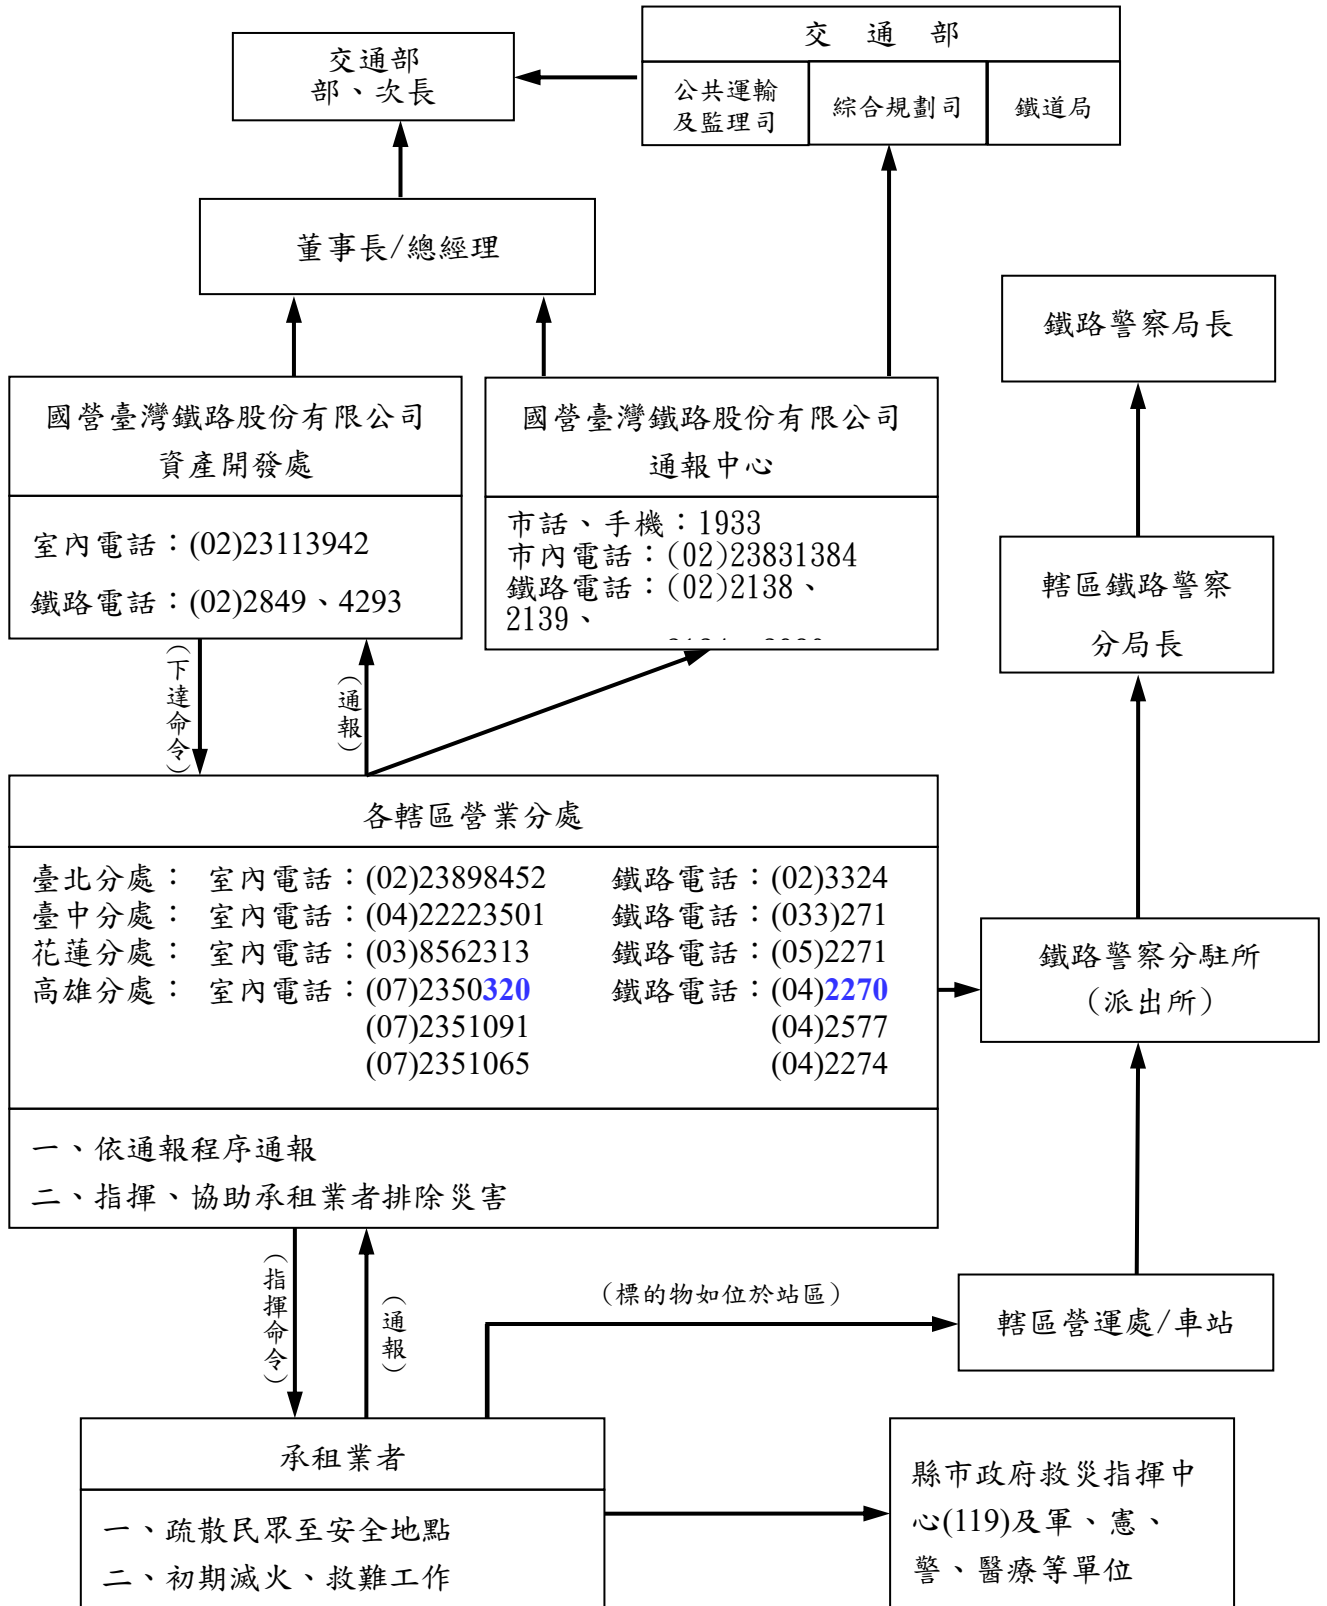 交 通 部
公共運輸
及監理司
綜合規劃司
鐵道局
交通部
部、次長
董事長/總經理
鐵路警察局長
國營臺灣鐵路股份有限公司
資產開發處
室內電話：(02)23113942
鐵路電話：(02)2849、4293
國營臺灣鐵路股份有限公司
通報中心
市話、手機：1933
市內電話：(02)23831384
鐵路電話：(02)2138、
2139、
轄區鐵路警察
分局長
(下達命令)
(通報)
各轄區營業分處
臺北分處： 室內電話：(02)23898452 鐵路電話：(02)3324
臺中分處： 室內電話：(04)22223501 鐵路電話：(033)271
花蓮分處： 室內電話：(03)8562313 鐵路電話：(05)2271
高雄分處： 室內電話：(07)2350320 鐵路電話：(04)2270
(07)2351091 (04)2577
(07)2351065 (04)2274
一、依通報程序通報
二、指揮、協助承租業者排除災害
鐵路警察分駐所
（派出所）
(指揮命令)
(通報)
（標的物如位於站區）
轄區營運處/車站
承租業者
一、疏散民眾至安全地點
二、初期滅火、救難工作
縣市政府救災指揮中
心(119)及軍、憲、
警、醫療等單位